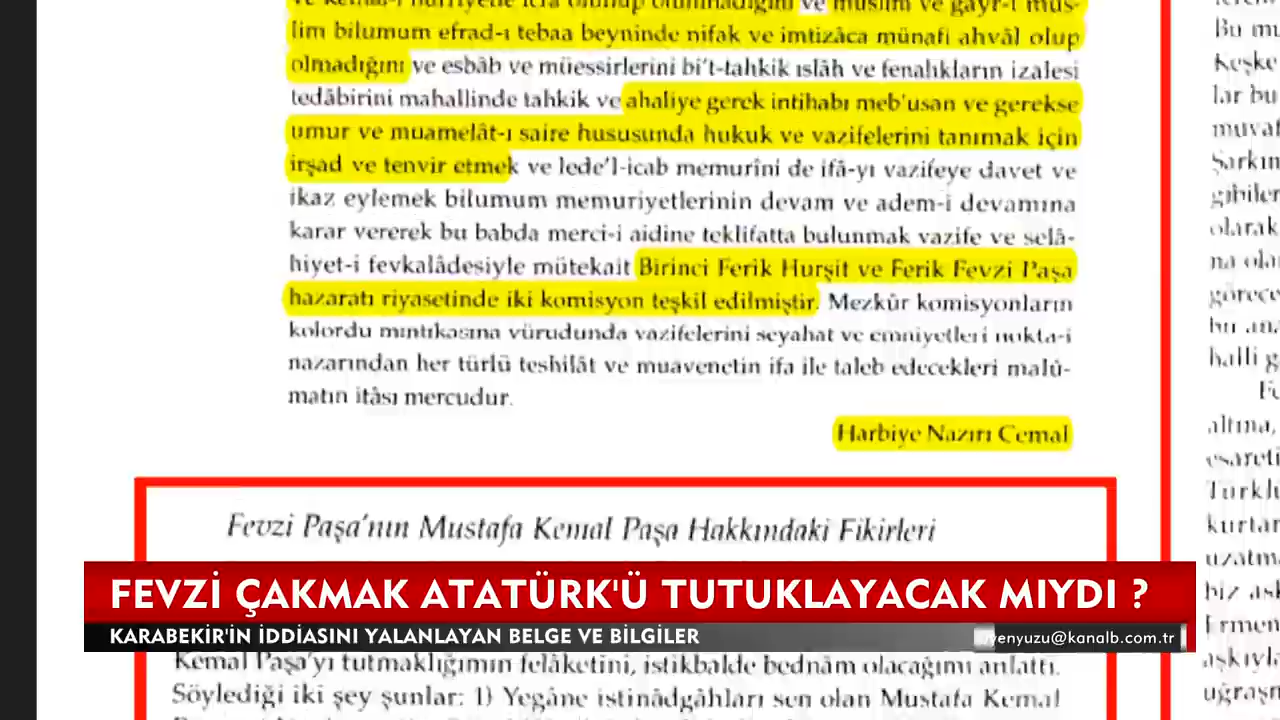 ve kemal-i hürriyetle icra olunup olunmadığını ve müslim ve gayr-i müs-
lim bilumum efrad-ı tebaa beyninde nifak ve imtizâca münafi ahvâl olup
olmadığını ve esbâb ve müessirlerini bi't-tahkik ıslâh ve fenalıkların izalesi
tedâbirini mahallinde tahkik ve ahaliye gerek intihabı meb'usan ve gerekse
umur ve muamelât-ı saire hususunda hukuk ve vazifelerini tanımak için
irşad ve tenvir etmek ve lede'l-icab memurîni de ifâ-yı vazifeye davet ve
ikaz eylemek bilumum memuriyetlerinin devam ve adem-i devamına
karar vererek bu babda merci-i aidine teklifatta bulunmak vazife ve selâ-
hiyet-i fevkalâdesiyle mütekait Birinci Ferik Hurşit ve Ferik Fevzi Paşa
hazaratı riyasetinde iki komisyon teşkil edilmiştir. Mezkûr komisyonların
kolordu mıntıkasına vürudunda vazifelerini seyahat ve emniyetleri nokta-i
nazarından her türlü teshilât ve muavenetin ifa ile taleb edecekleri malû-
matın itâsı mercudur.
Harbiye Nazırı Cemal
Fevzi Paşa'nın Mustafa Kemal Paşa Hakkındaki Fikirleri
FEVZİ ÇAKMAK ATATÜRK'Ü TUTUKLAYACAK MIYDI ?
KARABEKİR'İN İDDİASINI YALANLAYAN BELGE VE BİLGİLER
yenyuzu@kanalb.com.tr
Kemal Paşa'yı tutmaklığımın felâketini, istikbalde bednâm olacağımı anlattı.
Söylediği iki şey şunlar: 1) Yegâne istinâdgâhları sen olan Mustafa Kemal
Bu
Keşke
lar bu
Şarkın
gibiler
olarak
na
görece
bu
halli
altına,
esareti
Türklü
kurtar
uzatma
biz
Ermen
aşkıyla
uğraşm